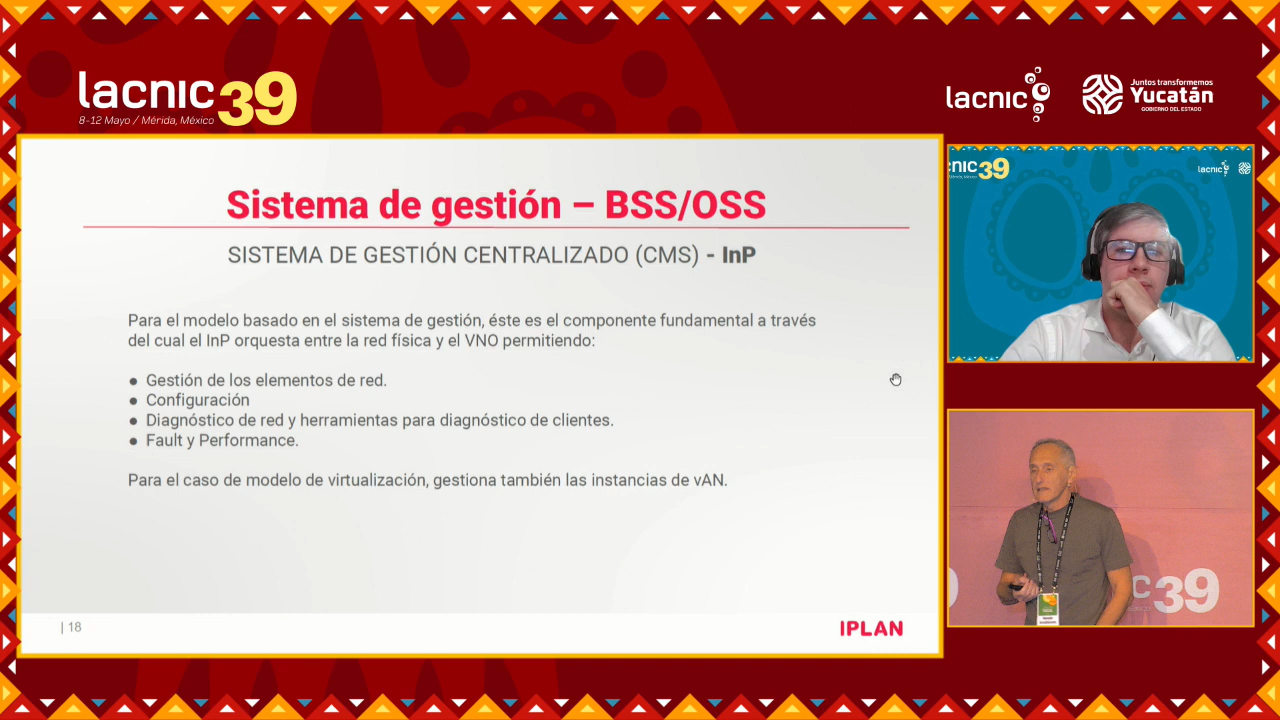 lacnic39
8-12 Mayo / Mérida, México
lacnic
Juntos transformemos
Yucatán
GOBIERNO DEL ESTADO
Sistema de gestión – BSS/OSS
SISTEMA DE GESTIÓN CENTRALIZADO (CMS) - InP
Para el modelo basado en el sistema de gestión, éste es el componente fundamental a través
del cual el InP orquesta entre la red física y el VNO permitiendo:
● Gestión de los elementos de red.
● Configuración
● Diagnóstico de red y herramientas para diagnóstico de clientes.
● Fault y Performance.
Para el caso de modelo de virtualización, gestiona también las instancias de vAN.
| 18
IPLAN
nic39
lacnic
9
c39